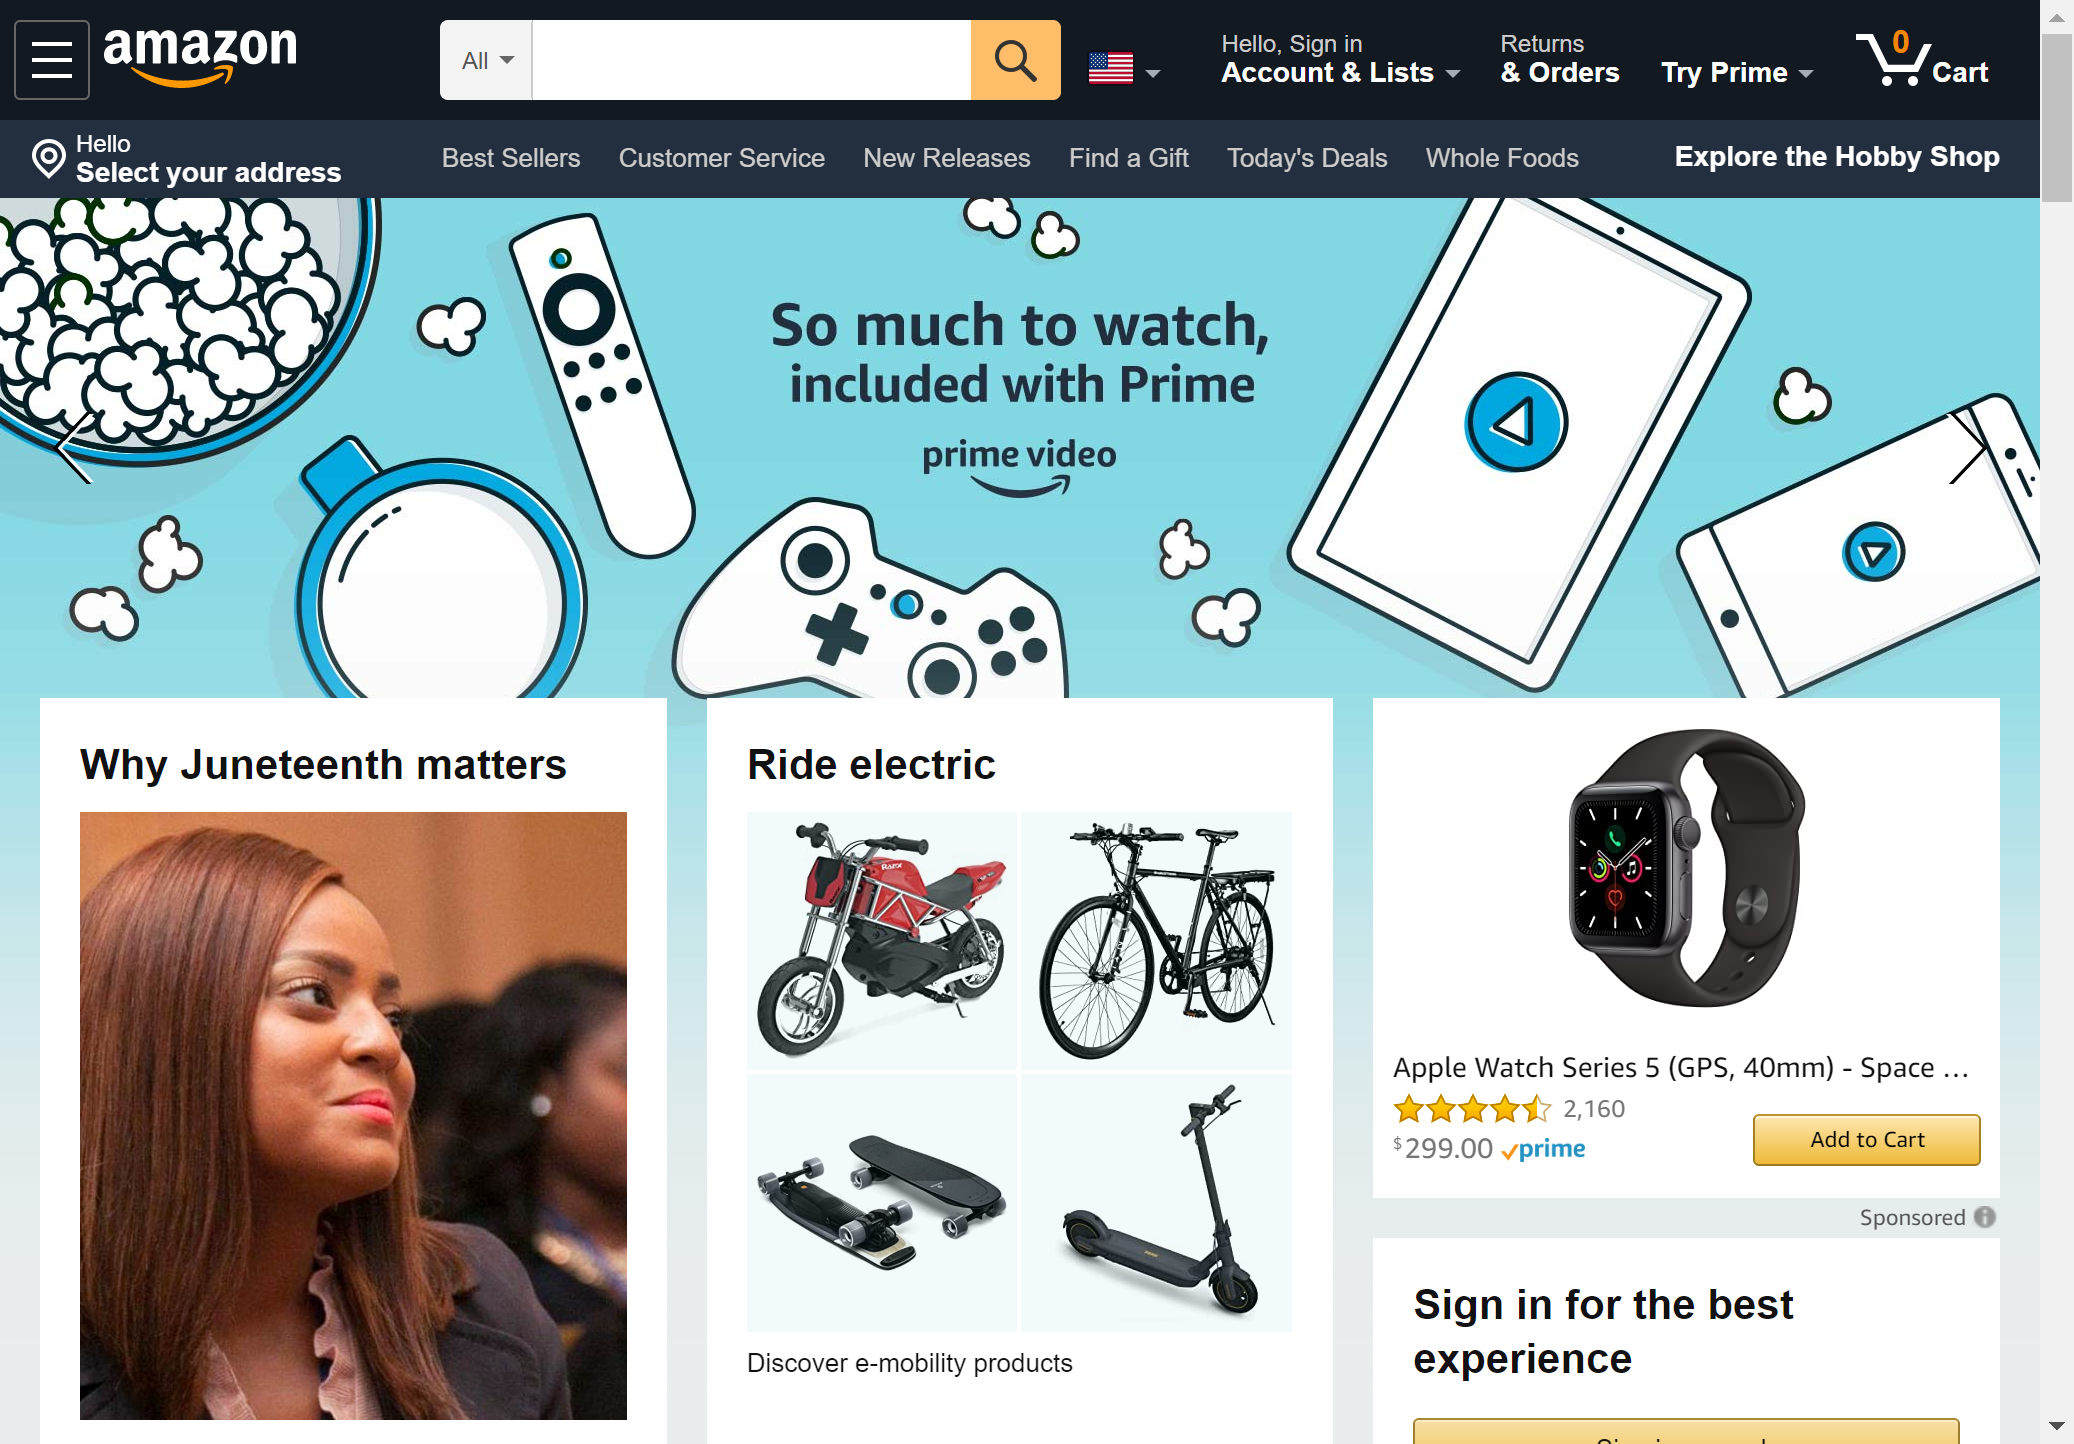 amazon
All
Hello, Sign in
Account & Lists
Returns
& Orders
Try Prime
0
Cart
Hello
Select your address
Best Sellers
Customer Service
New Releases
Find a Gift
Today's Deals
Whole Foods
Explore the Hobby Shop
So much to watch,
included with Prime
prime video
Why Juneteenth matters
Ride electric
RAZOR
Discover e-mobility products
Apple Watch Series 5 (GPS, 40mm) - Space …
2,160
$299.00 prime
Add to Cart
Sponsored
Sign in for the best
experience